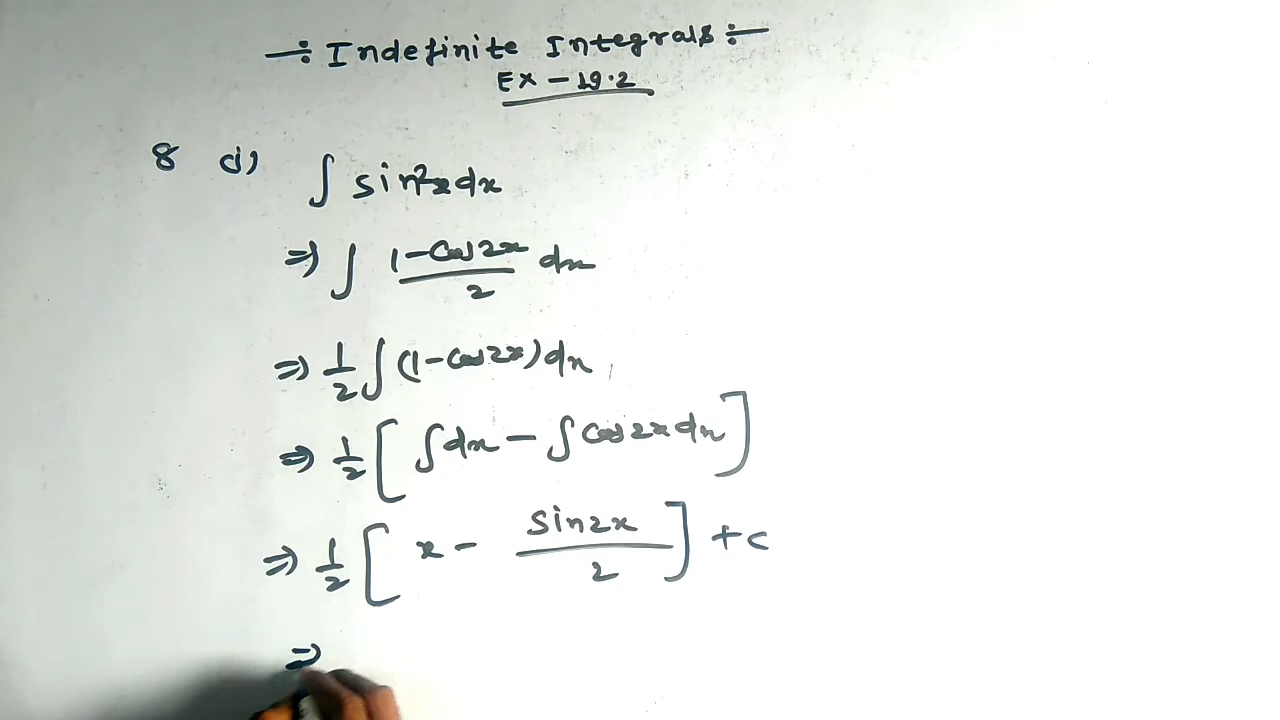 ÷ Indefinite Integrals ÷
EX – 19.2
8 (i) ∫ sin²x dx
⇒ ∫ (1 - cos2x)/2 dx
⇒ 1/2 ∫ (1 - cos2x) dx
⇒ 1/2 [ ∫ dx - ∫ cos2x dx ]
⇒ 1/2 [ x - sin2x/2 ] + c
⇒